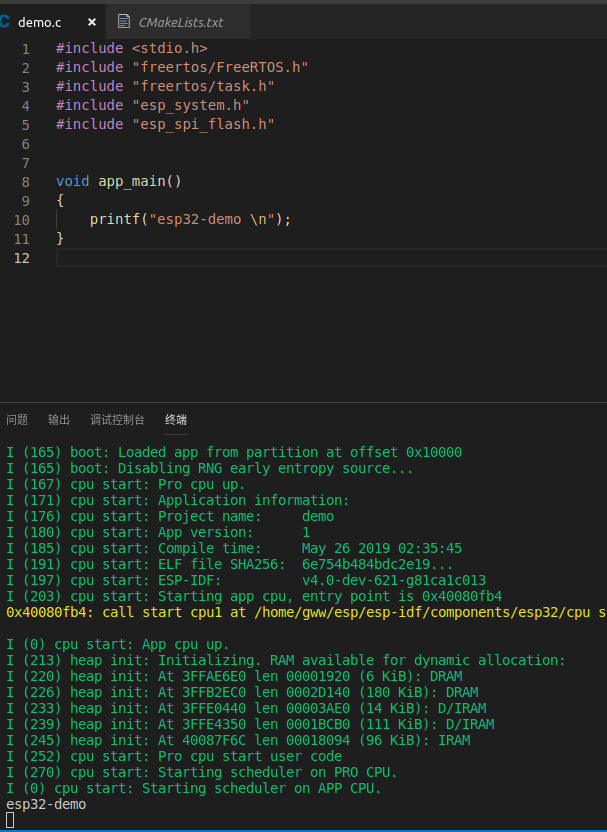 demo.c × CMakeLists.txt
1 #include <stdio.h>
2 #include "freertos/FreeRTOS.h"
3 #include "freertos/task.h"
4 #include "esp_system.h"
5 #include "esp_spi_flash.h"
6
7
8 void app_main()
9 {
10 printf("esp32-demo \n");
11 }
12
问题 输出 调试控制台 终端
I (165) boot: Loaded app from partition at offset 0x10000
I (165) boot: Disabling RNG early entropy source...
I (167) cpu start: Pro cpu up.
I (171) cpu start: Application information:
I (176) cpu start: Project name: demo
I (180) cpu start: App version: 1
I (185) cpu start: Compile time: May 26 2019 02:35:45
I (191) cpu start: ELF file SHA256: 6e754b484bdc2e19...
I (197) cpu start: ESP-IDF: v4.0-dev-621-g81ca1c013
I (203) cpu start: Starting app cpu, entry point is 0x40080fb4
0x40080fb4: call start cpu1 at /home/gww/esp/esp-idf/components/esp32/cpu s
I (0) cpu start: App cpu up.
I (213) heap init: Initializing. RAM available for dynamic allocation:
I (220) heap init: At 3FFAE6E0 len 00001920 (6 KiB): DRAM
I (226) heap init: At 3FFB2EC0 len 0002D140 (180 KiB): DRAM
I (233) heap init: At 3FFE0440 len 00003AE0 (14 KiB): D/IRAM
I (239) heap init: At 3FFE4350 len 0001BCB0 (111 KiB): D/IRAM
I (245) heap init: At 40087F6C len 00018094 (96 KiB): IRAM
I (252) cpu start: Pro cpu start user code
I (270) cpu start: Starting scheduler on PRO CPU.
I (0) cpu start: Starting scheduler on APP CPU.
esp32-demo